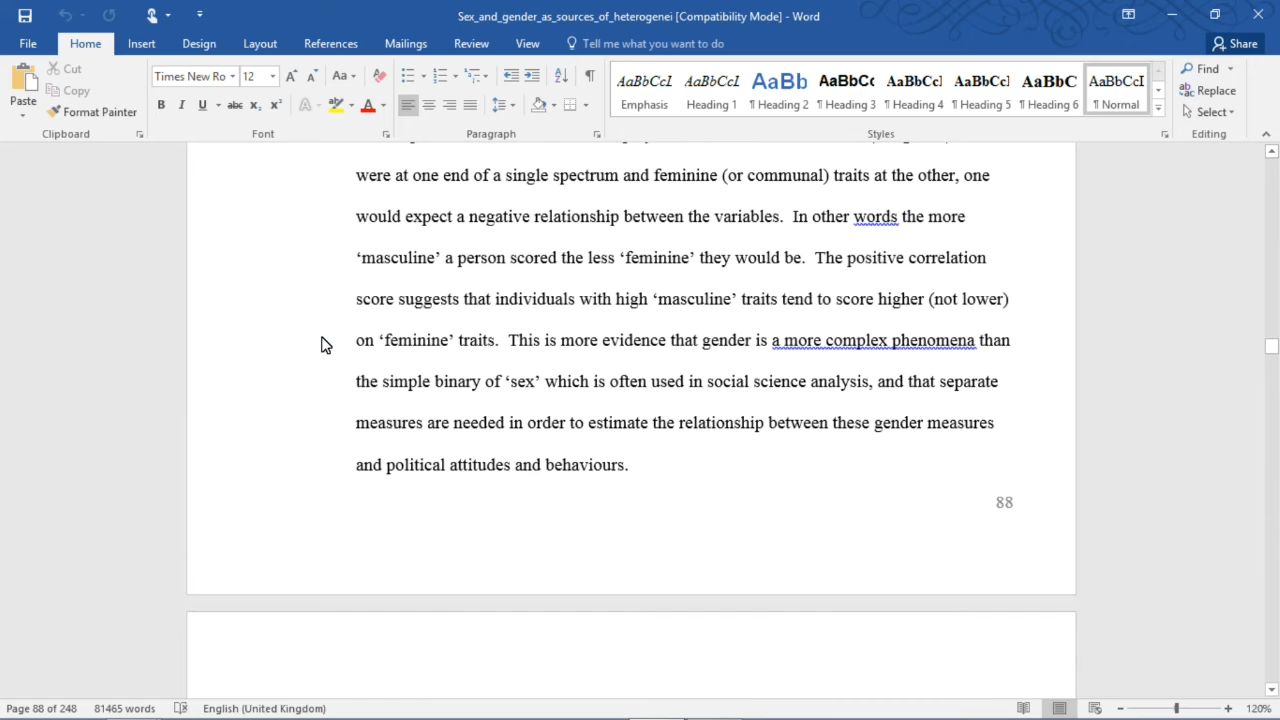 Sex_and_gender_as_sources_of_heterogenei [Compatibility Mode] - Word
File Home Insert Design Layout References Mailings Review View Tell me what you want to do Share
Cut
Copy
Format Painter
Paste
Clipboard
Times New Ro 12
Font
Paragraph
AaBbCcI Emphasis
AaBbCcI Heading 1
AaBb ¶ Heading 2
AaBbCc ¶ Heading 3
AaBbCcI ¶ Heading 4
AaBbCcI ¶ Heading 5
AaBbC ¶ Heading 6
AaBbCcI ¶ Normal
Styles
Find
Replace
Select
Editing
were at one end of a single spectrum and feminine (or communal) traits at the other, one
would expect a negative relationship between the variables.  In other words the more
‘masculine’ a person scored the less ‘feminine’ they would be.  The positive correlation
score suggests that individuals with high ‘masculine’ traits tend to score higher (not lower)
on ‘feminine’ traits.  This is more evidence that gender is a more complex phenomena than
the simple binary of ‘sex’ which is often used in social science analysis, and that separate
measures are needed in order to estimate the relationship between these gender measures
and political attitudes and behaviours.
88
Page 88 of 248 81465 words English (United Kingdom) 120%